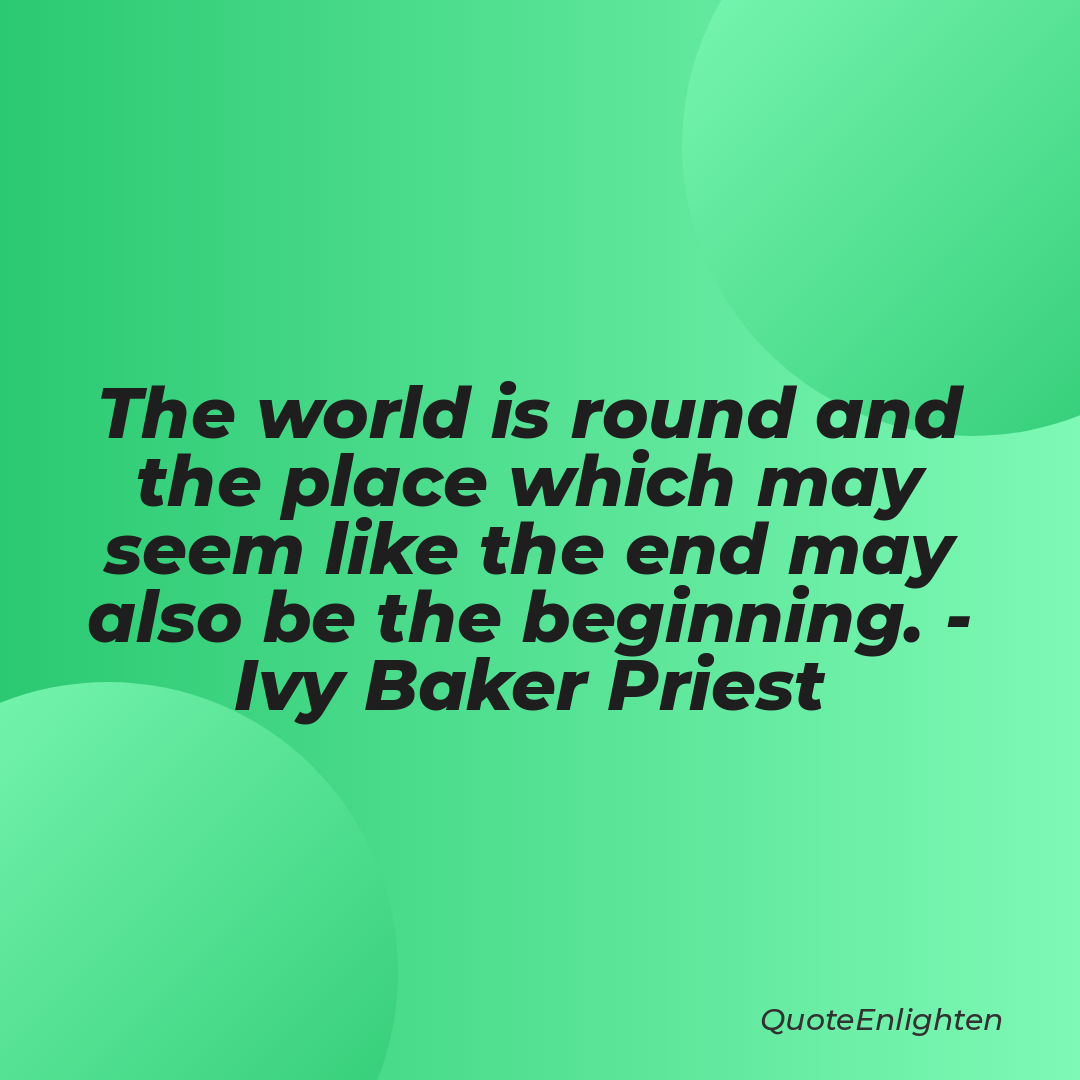 The world is round and
the place which may
seem like the end may
also be the beginning. -
Ivy Baker Priest
QuoteEnlighten